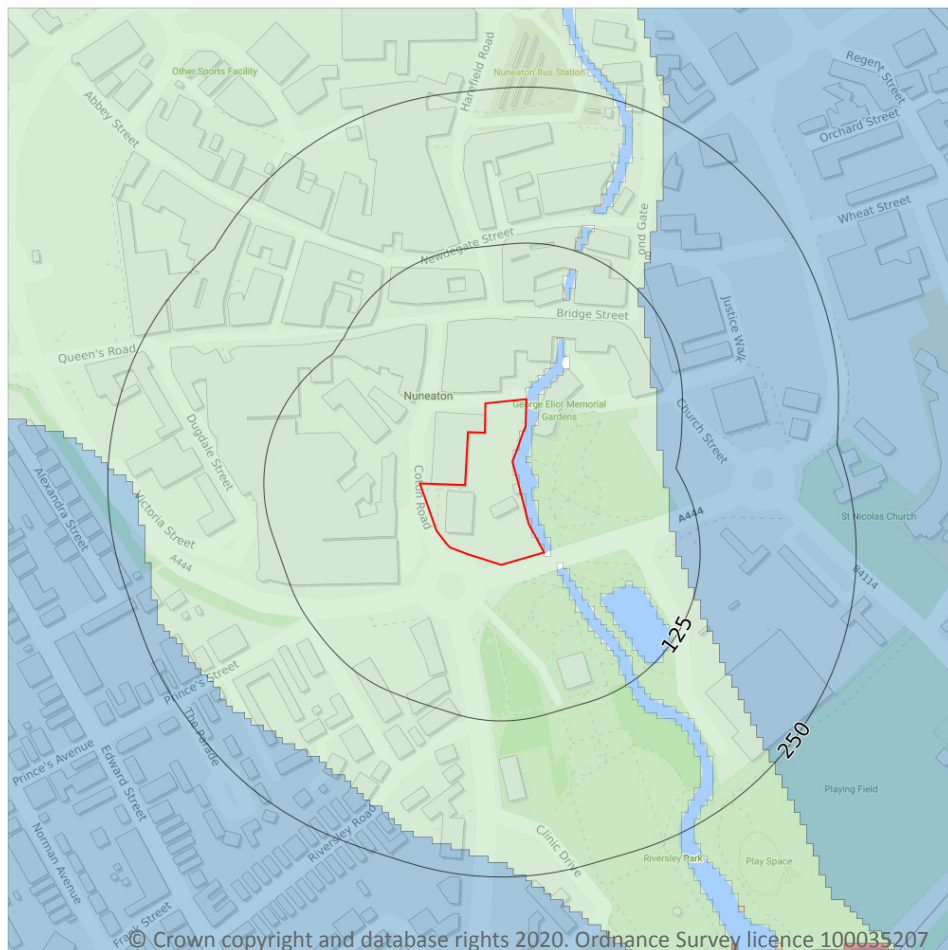 Regent Street
Other Sports Facility
Nuneaton Bus Station
Harefield Road
Abbey Street
Orchard Street
Wheat Street
ond Gate
Newdegate Street
Bridge Street
Justice Walk
Queen's Road
Nuneaton
George Eliot Memorial
Gardens
Church Street
Dugdale Street
Coton Road
Alexandra Street
Victoria Street
A444
St Nicolas Church
A444
B4114
125
Prince's Street
The Parade
Prince's Avenue
Edward Street
250
Playing Field
Riversley Road
Norman Avenue
Clinic Drive
Riversley Park
Play Space
Frank Street
© Crown copyright and database rights 2020. Ordnance Survey licence 100035207